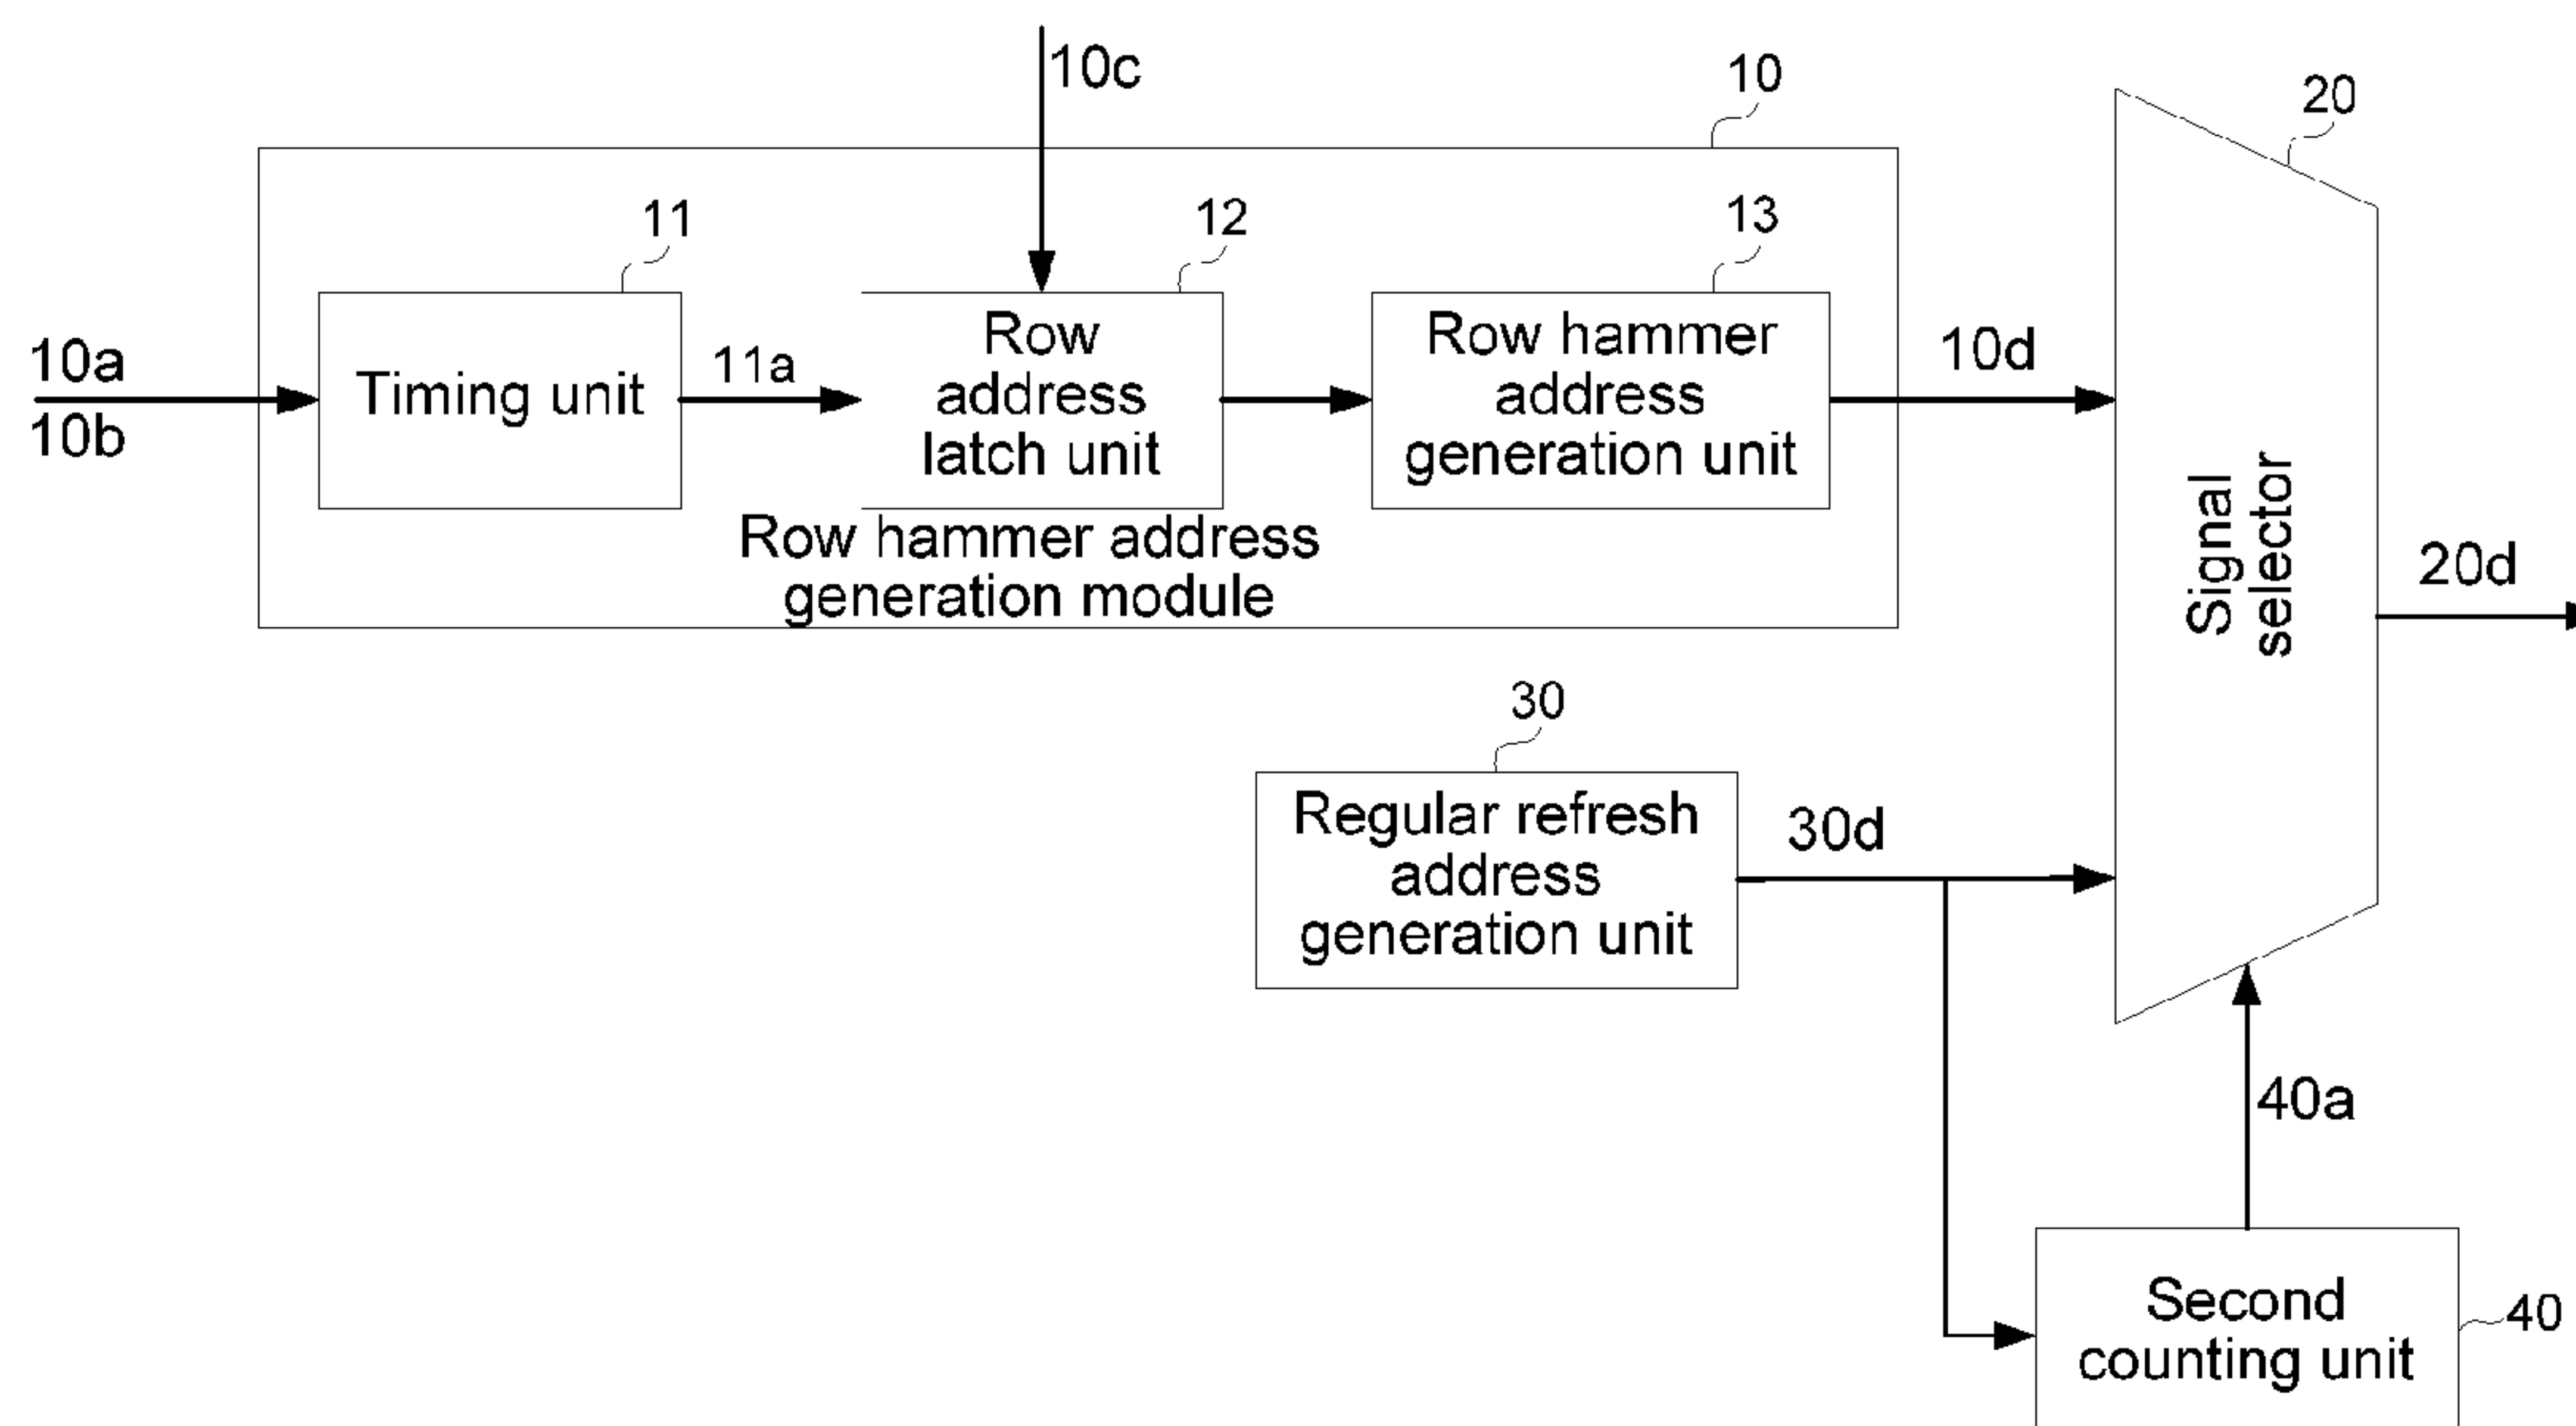 10c
10
20
11
12
13
10a
10b
Timing unit
11a
Row
address
latch unit
Row hammer
address
generation unit
10d
Row hammer address
generation module
Signal
selector
20d
30
Regular refresh
address
generation unit
30d
40a
Second
counting unit
40